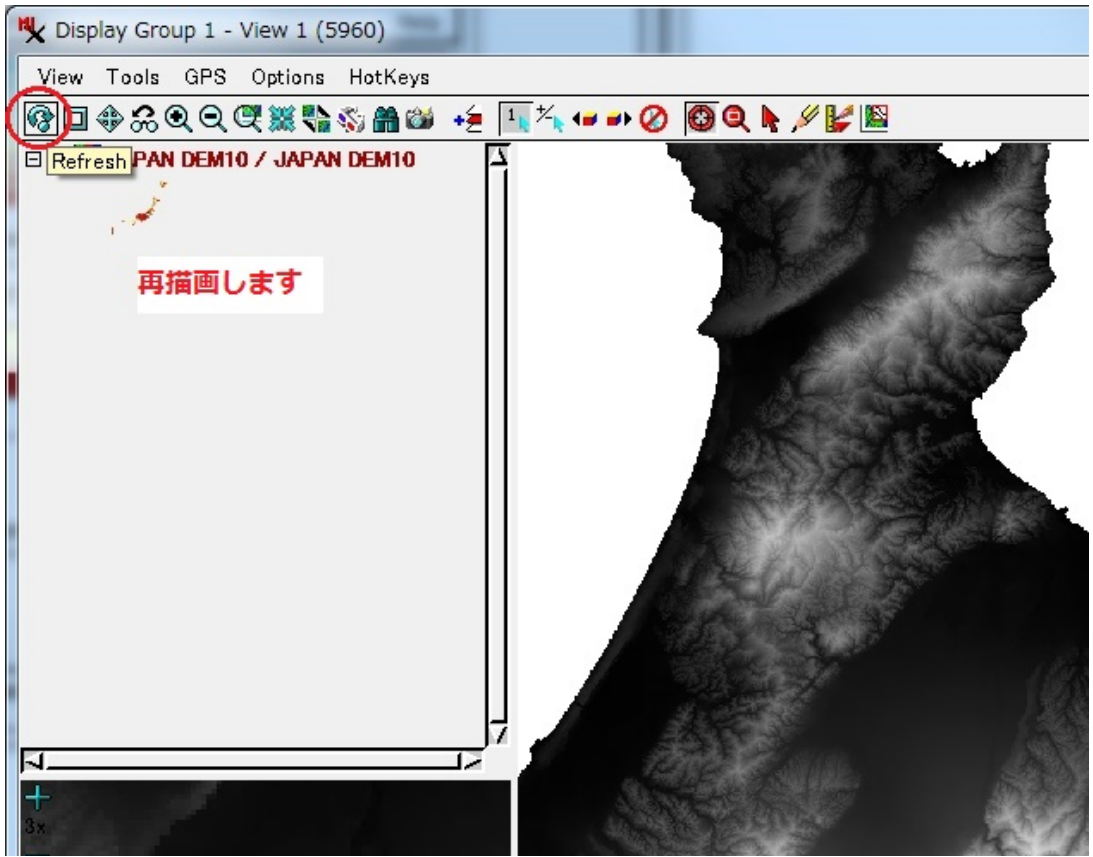 Display Group 1 - View 1 (5960)
View Tools GPS Options HotKeys
Refresh PAN DEM10 / JAPAN DEM10
再描画します
3x